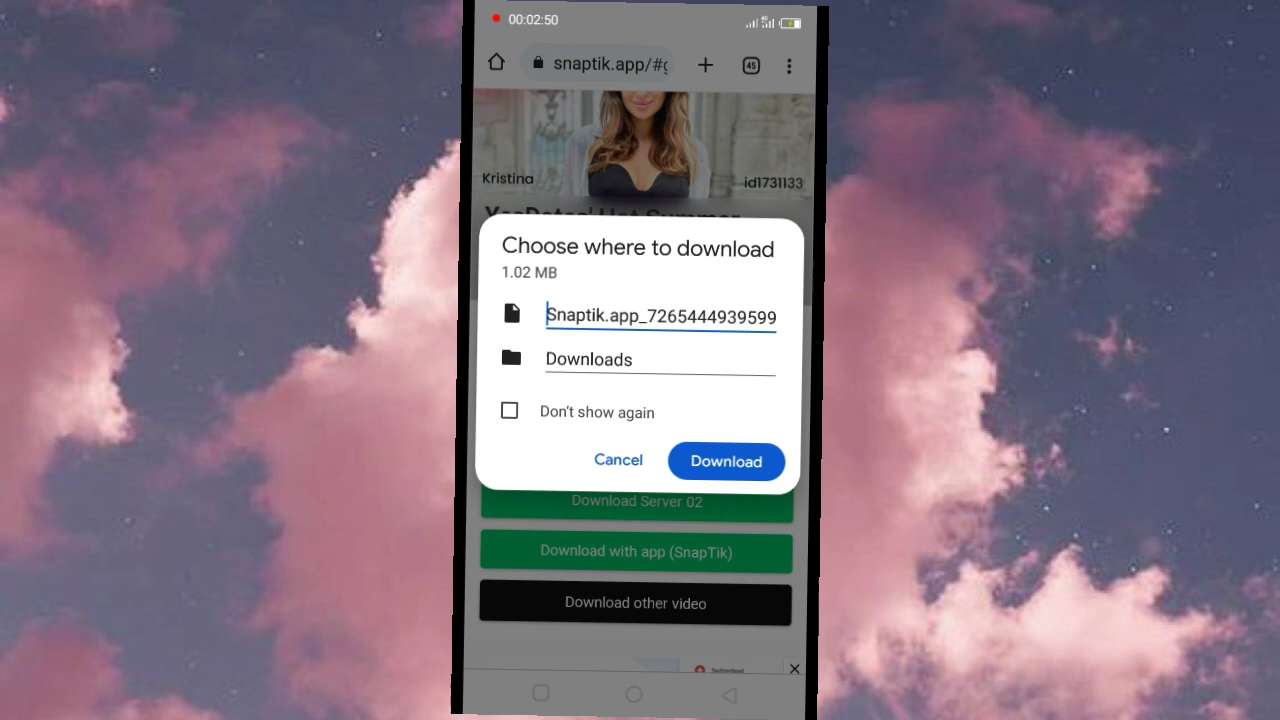 00:02:50
snaptik.app/#g
45
Kristina
id1731133
Choose where to download
1.02 MB
Snaptik.app_7265444939599
Downloads
Don't show again
Cancel
Download
Download Server 02
Download with app (SnapTik)
Download other video
Switzerland